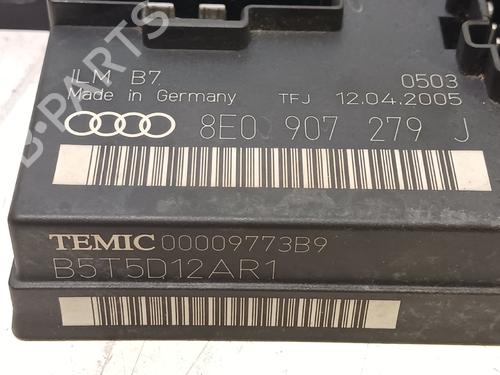 ILM B7
0503
Made in Germany TFJ 12.04.2005
8E0 907 279 J
TEMIC 00009773B9
B5T5D12AR1
B-PARTS